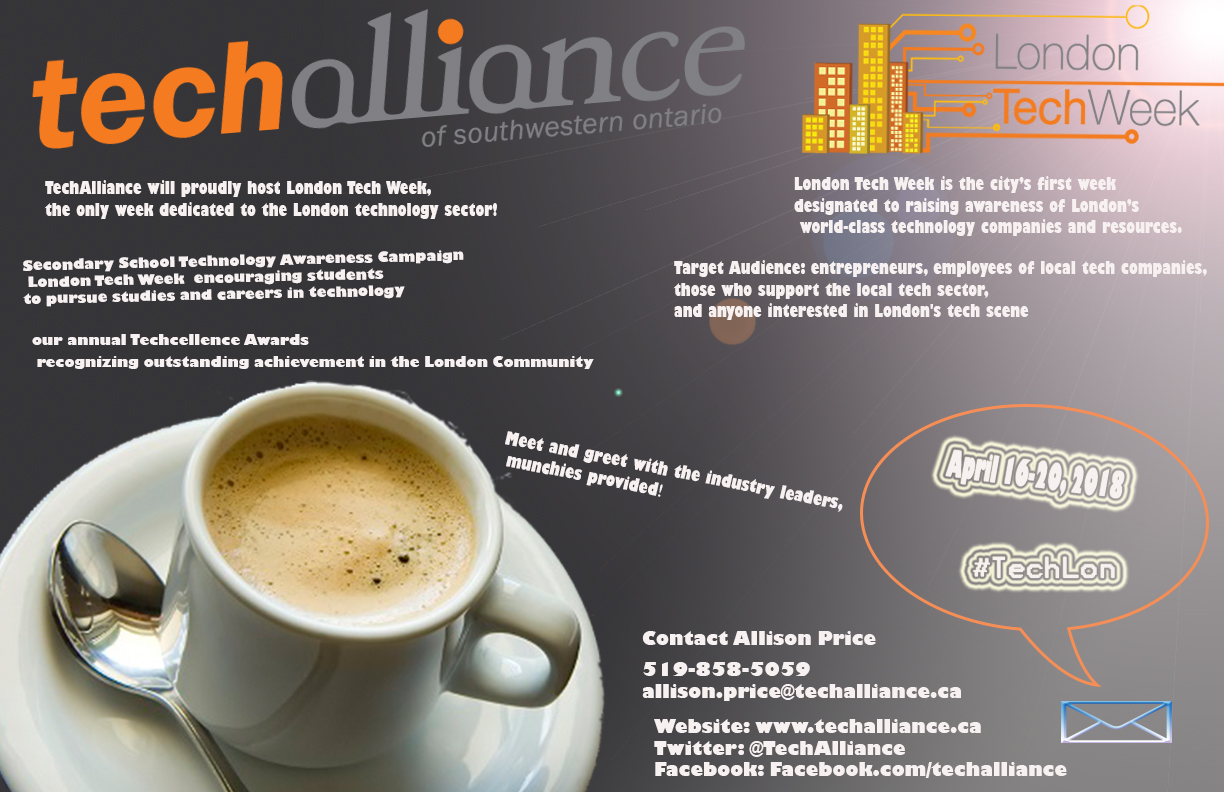 techalliance
of southwestern ontario
London
TechWeek
TechAlliance will proudly host London Tech Week,
the only week dedicated to the London technology sector!
London Tech Week is the city's first week
designated to raising awareness of London's
world-class technology companies and resources.
Secondary School Technology Awareness Campaign
London Tech Week encouraging students
to pursue studies and careers in technology
Target Audience: entrepreneurs, employees of local tech companies,
those who support the local tech sector,
and anyone interested in London's tech scene
our annual Techcellence Awards
recognizing outstanding achievement in the London Community
Meet and greet with the industry leaders,
munchies provided!
April 16-20, 2018
#TechLon
Contact Allison Price
519-858-5059
allison.price@techalliance.ca
Website: www.techalliance.ca
Twitter: @TechAlliance
Facebook: Facebook.com/techalliance